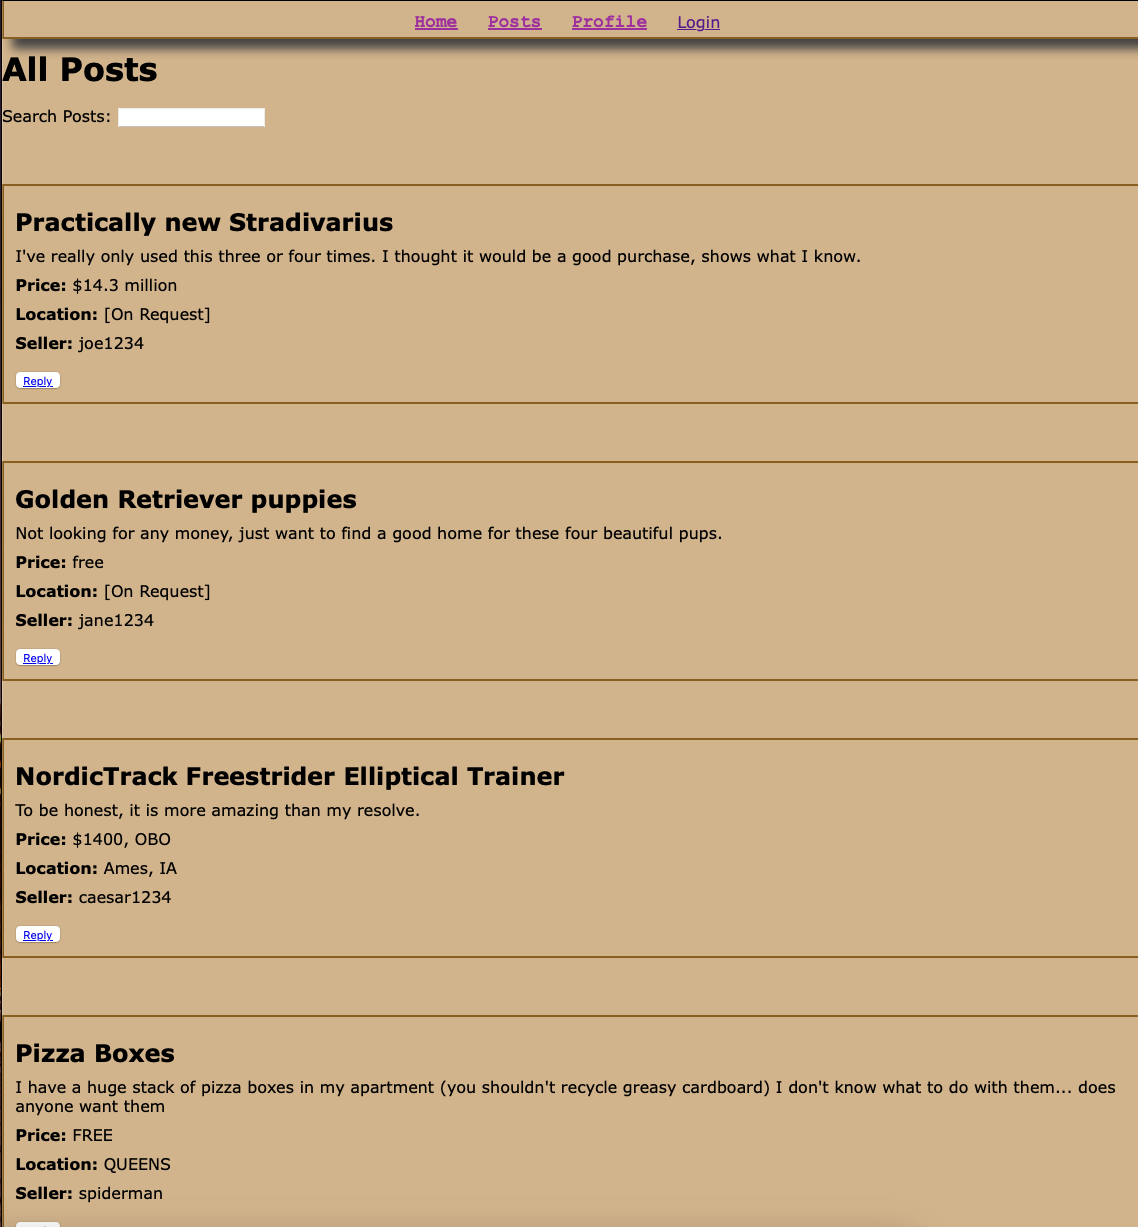 Home Posts Profile Login
All Posts
Search Posts:
Practically new Stradivarius
I've really only used this three or four times. I thought it would be a good purchase, shows what I know.
Price: $14.3 million
Location: [On Request]
Seller: joe1234
Reply
Golden Retriever puppies
Not looking for any money, just want to find a good home for these four beautiful pups.
Price: free
Location: [On Request]
Seller: jane1234
Reply
NordicTrack Freestrider Elliptical Trainer
To be honest, it is more amazing than my resolve.
Price: $1400, OBO
Location: Ames, IA
Seller: caesar1234
Reply
Pizza Boxes
I have a huge stack of pizza boxes in my apartment (you shouldn't recycle greasy cardboard) I don't know what to do with them... does
anyone want them
Price: FREE
Location: QUEENS
Seller: spiderman